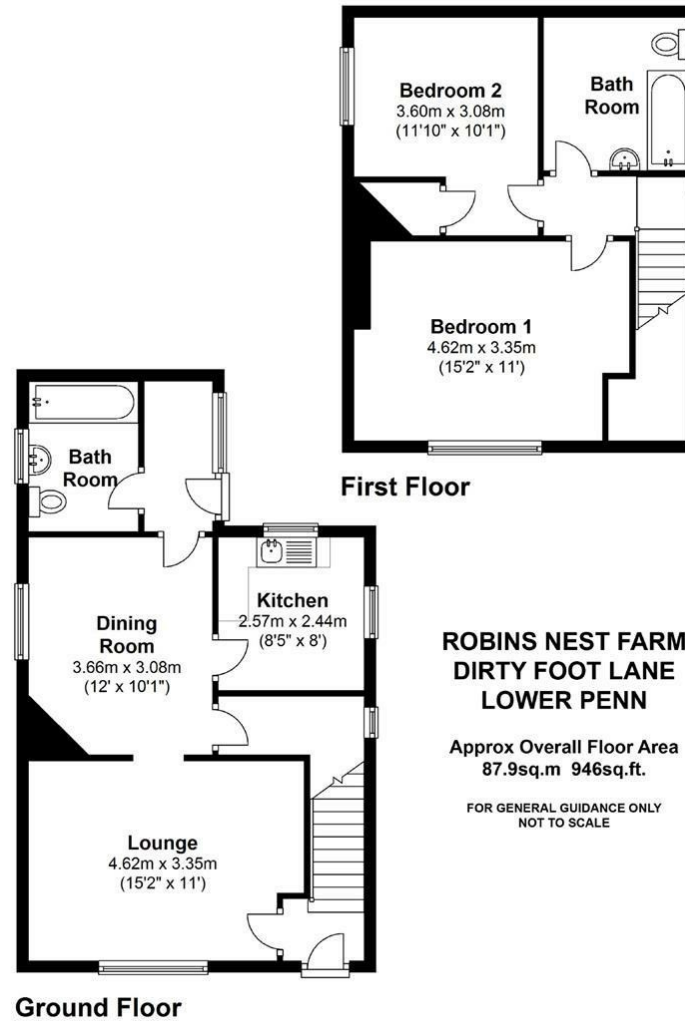 Bedroom 2
3.60m x 3.08m
(11'10" x 10'1")
Bath
Room
Bedroom 1
4.62m x 3.35m
(15'2" x 11')
First Floor
Bath
Room
Dining
Room
3.66m x 3.08m
(12' x 10'1")
Kitchen
2.57m x 2.44m
(8'5" x 8')
Lounge
4.62m x 3.35m
(15'2" x 11')
Ground Floor
ROBINS NEST FARM
DIRTY FOOT LANE
LOWER PENN
Approx Overall Floor Area
87.9sq.m 946sq.ft.
FOR GENERAL GUIDANCE ONLY
NOT TO SCALE